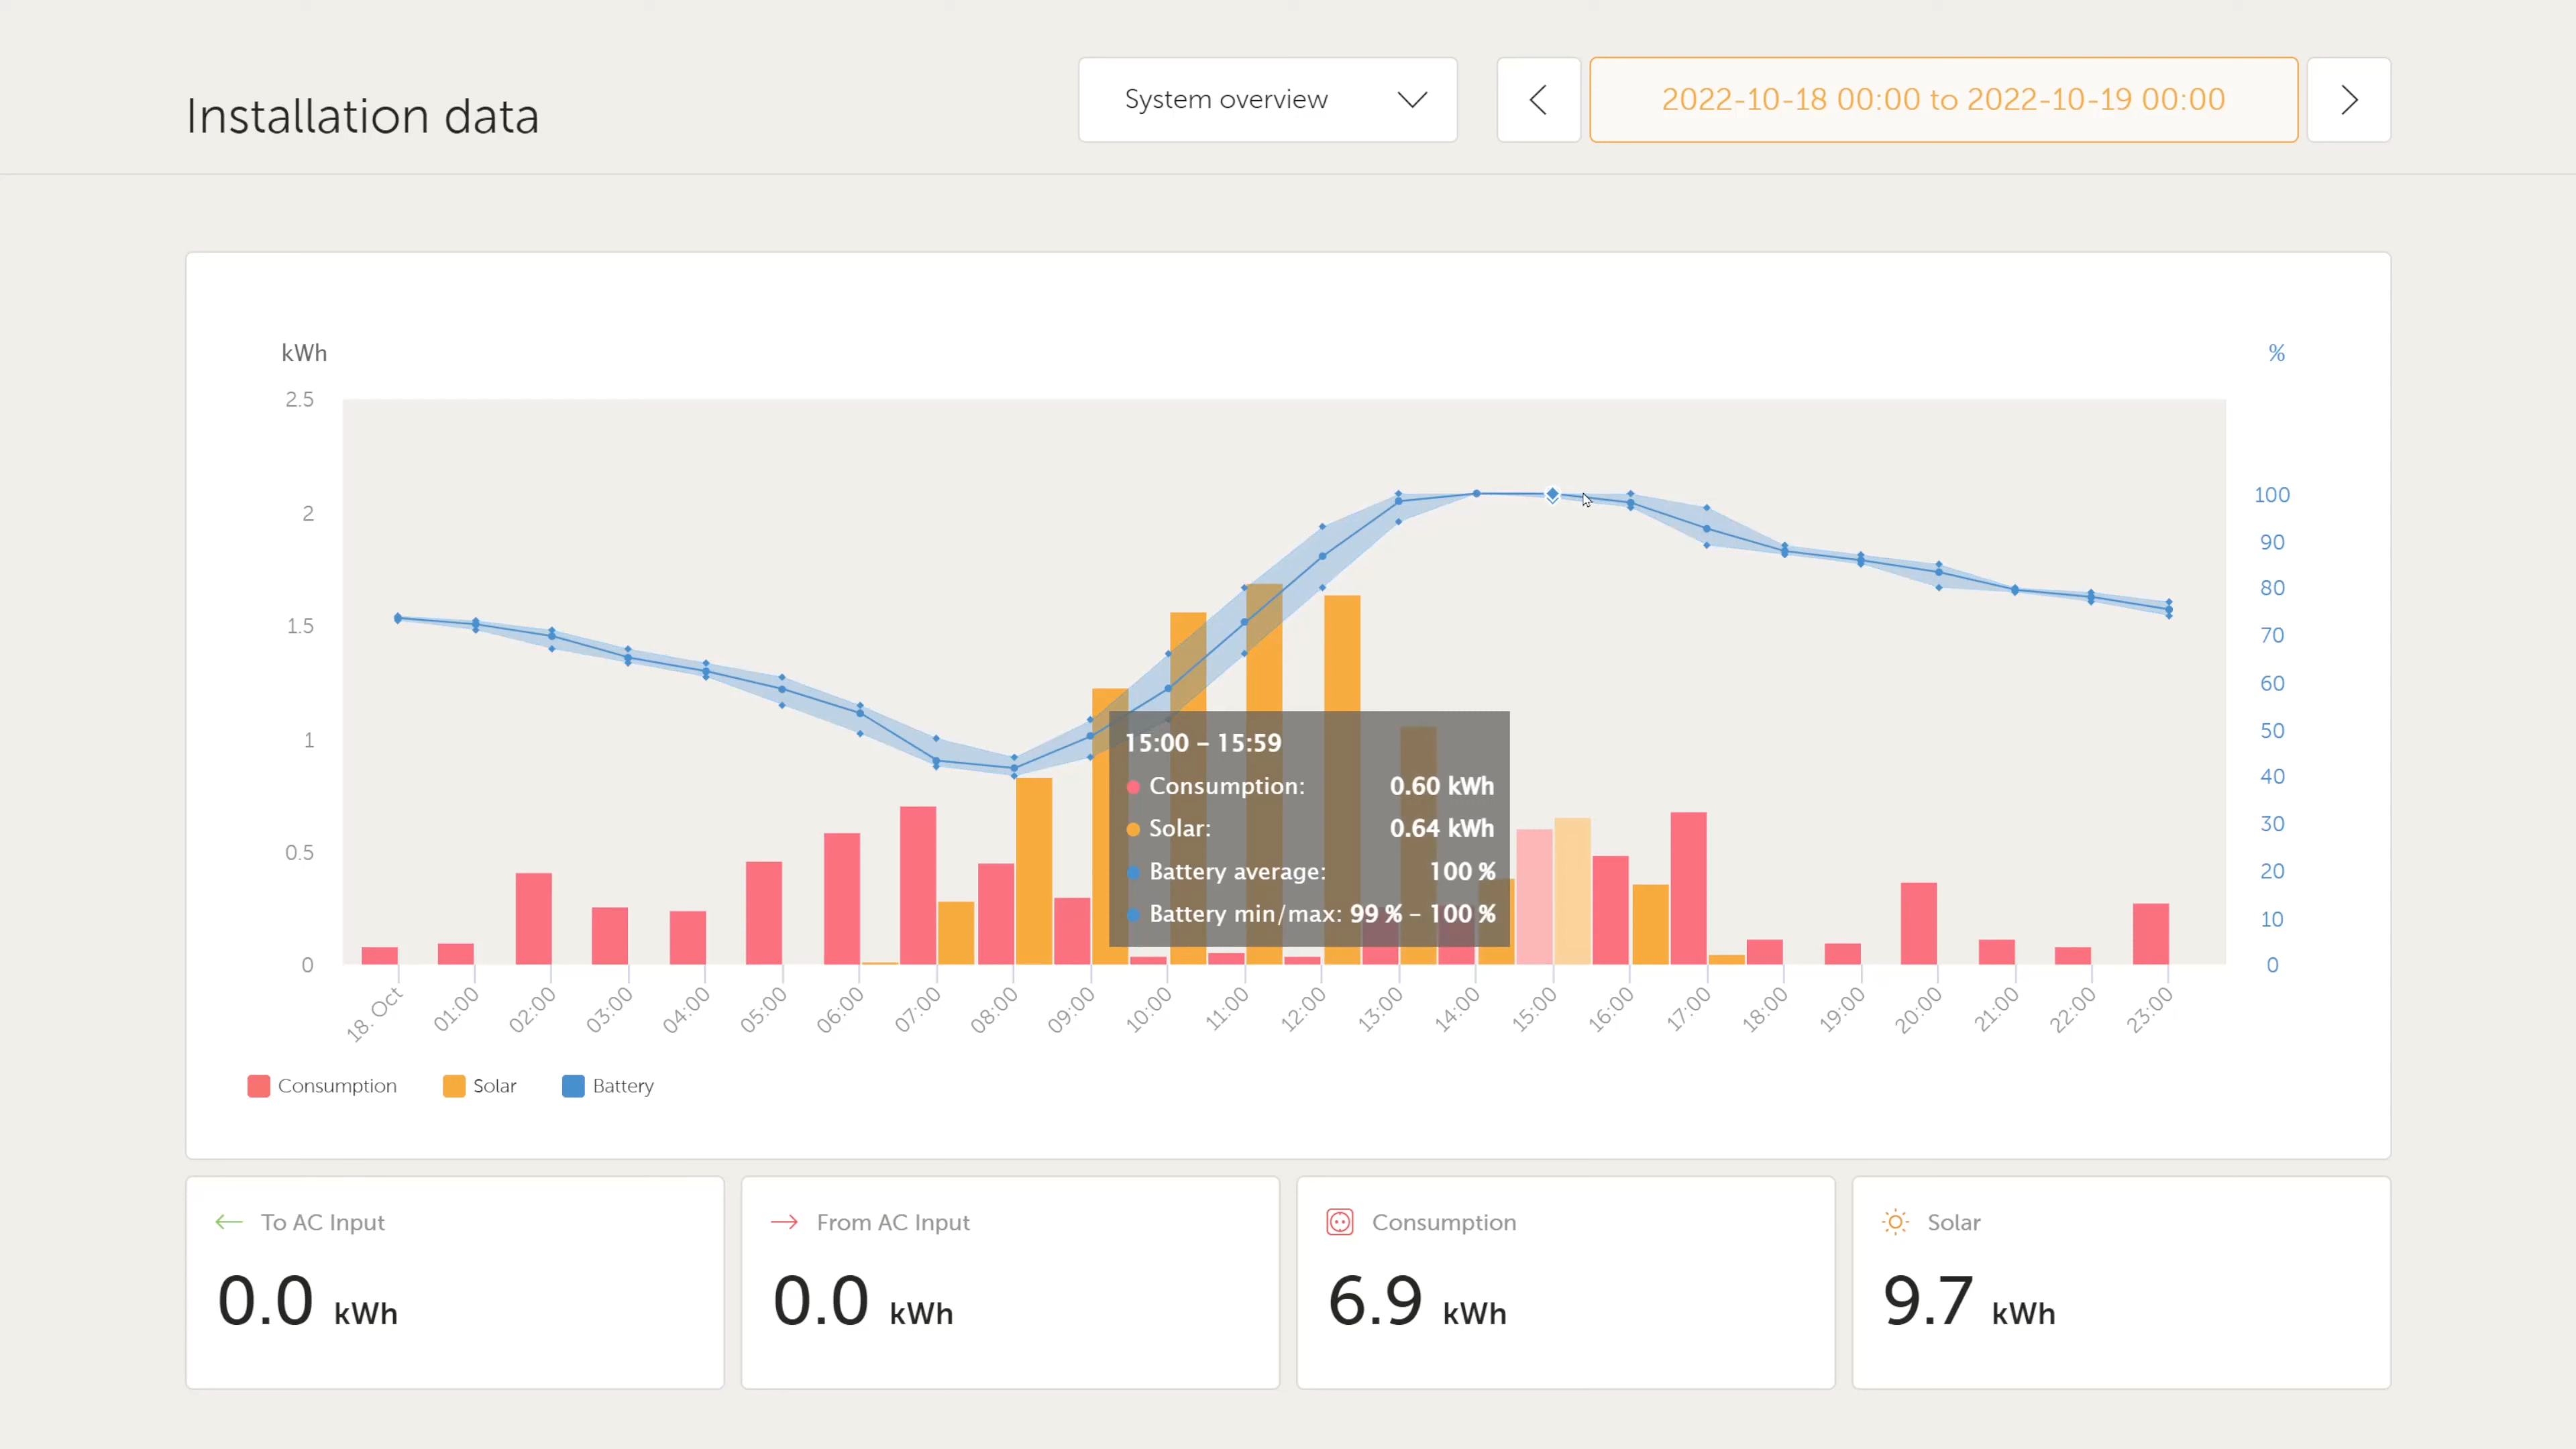 Installation data
System overview
2022-10-18 00:00 to 2022-10-19 00:00
kWh
%
2.5
2
1.5
1
0.5
0
100
90
80
70
60
50
40
30
20
10
0
15:00 – 15:59
Consumption: 0.60 kWh
Solar: 0.64 kWh
Battery average: 100 %
Battery min/max: 99 % – 100 %
18. Oct
01:00
02:00
03:00
04:00
05:00
06:00
07:00
08:00
09:00
10:00
11:00
12:00
13:00
14:00
15:00
16:00
17:00
18:00
19:00
20:00
21:00
22:00
23:00
Consumption
Solar
Battery
To AC Input
0.0 kWh
From AC Input
0.0 kWh
Consumption
6.9 kWh
Solar
9.7 kWh